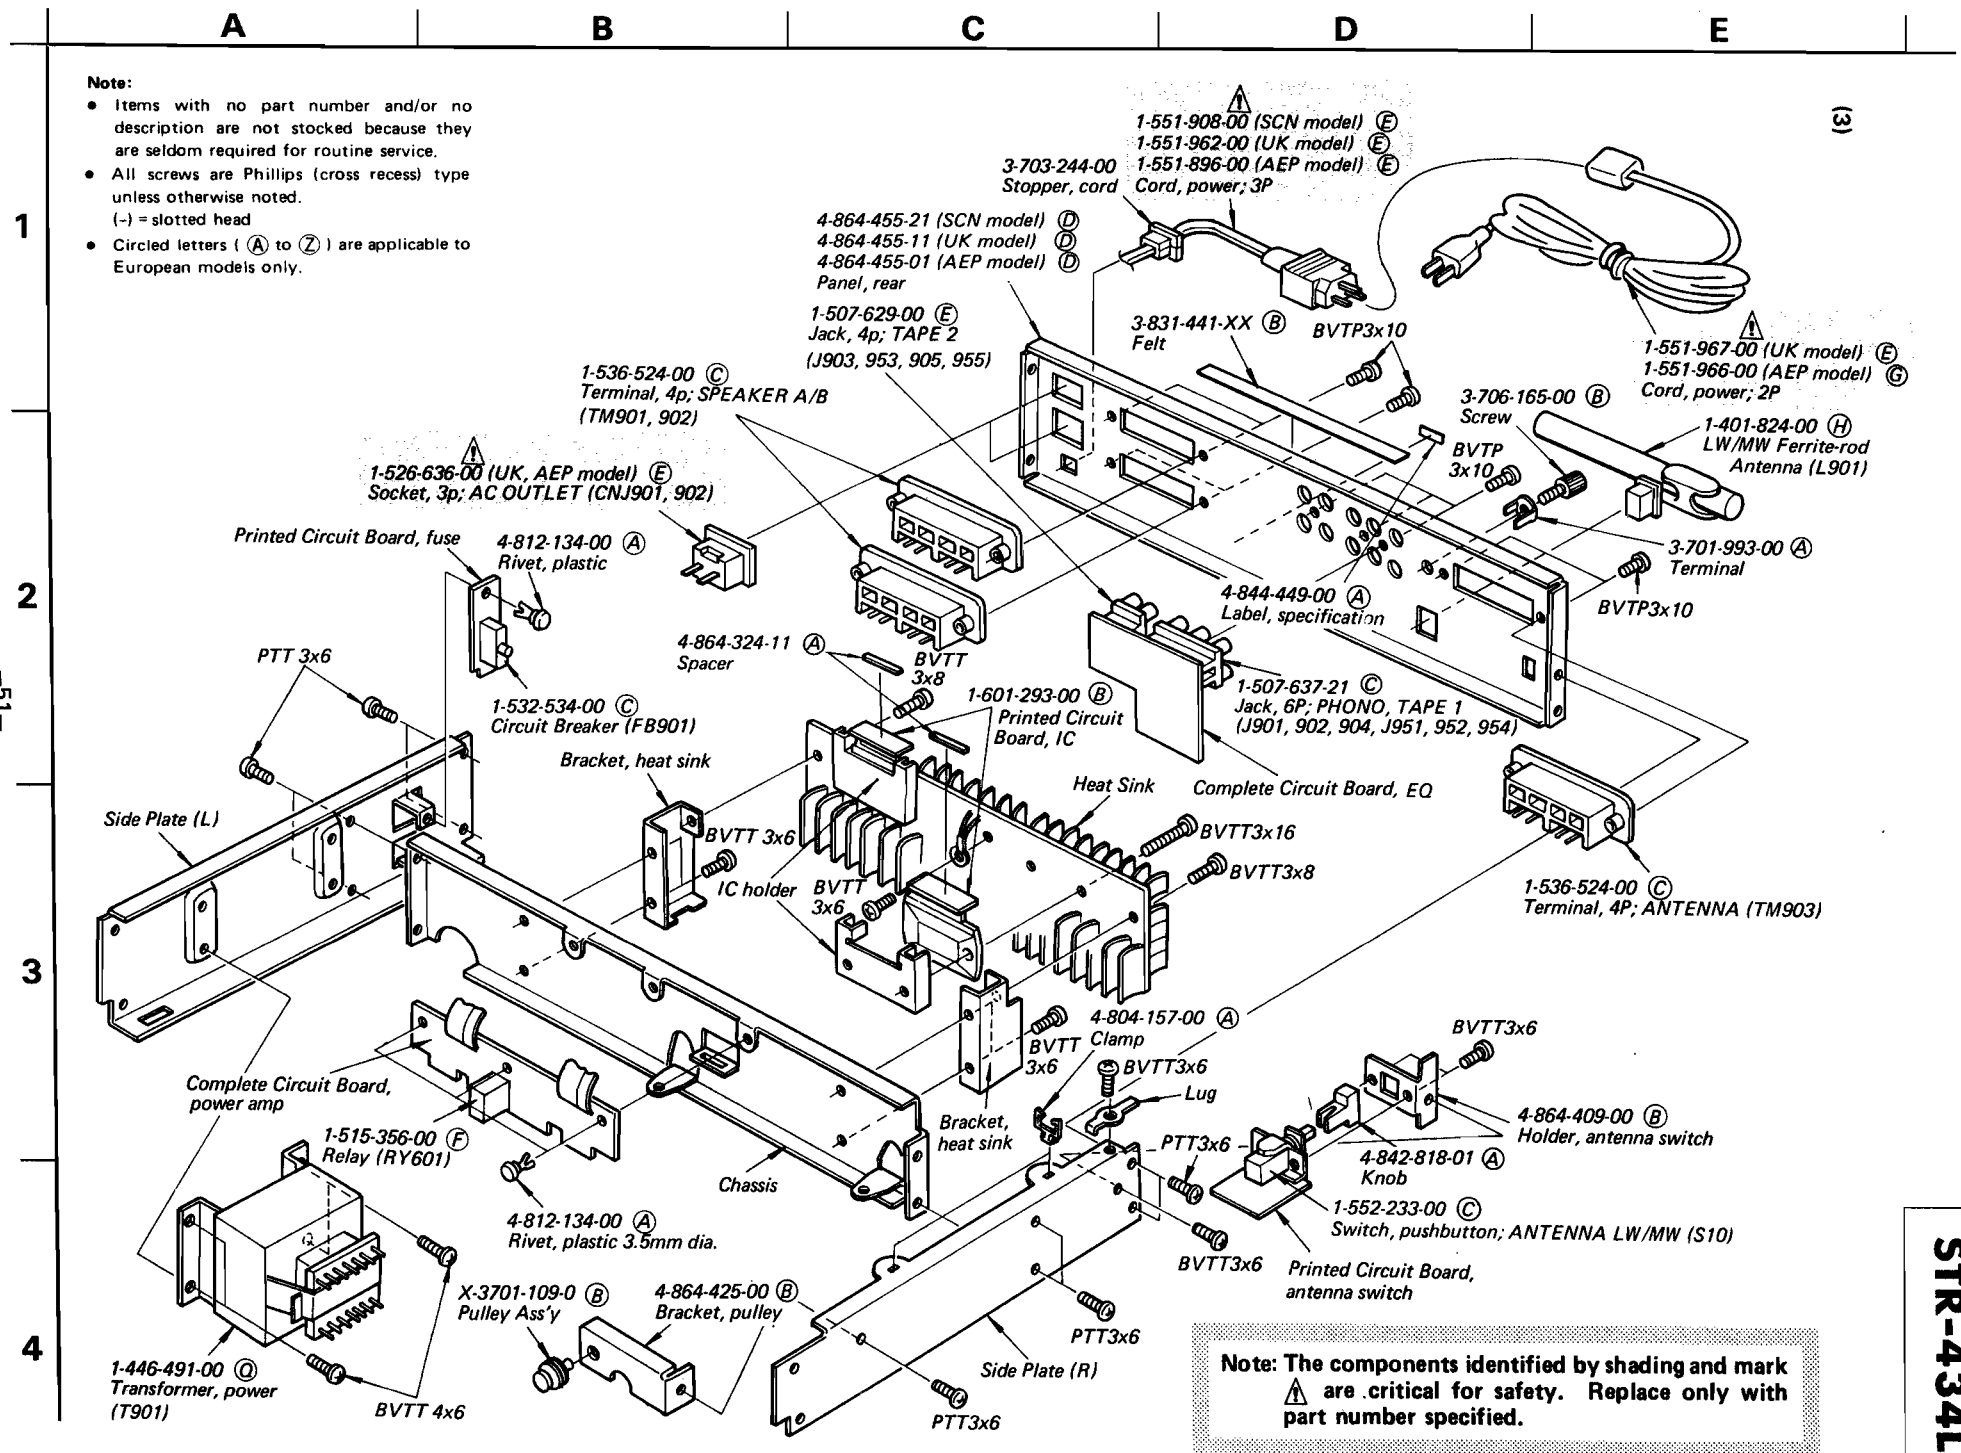 A B C D E
1
2
3
4
Note:
• Items with no part number and/or no
description are not stocked because they
are seldom required for routine service.
• All screws are Phillips (cross recess) type
unless otherwise noted.
(-) = slotted head
• Circled letters ( Ⓐ to Ⓩ ) are applicable to
European models only.
(3)
1-551-908-00 (SCN model) Ⓔ
1-551-962-00 (UK model) Ⓔ
1-551-896-00 (AEP model) Ⓔ
Cord, power; 3P
3-703-244-00
Stopper, cord
4-864-455-21 (SCN model) Ⓓ
4-864-455-11 (UK model) Ⓓ
4-864-455-01 (AEP model) Ⓓ
Panel, rear
1-507-629-00 Ⓔ
Jack, 4p; TAPE 2
(J903, 953, 905, 955)
3-831-441-XX Ⓑ
Felt
BVTP3x10
1-551-967-00 (UK model) Ⓔ
1-551-966-00 (AEP model) Ⓖ
Cord, power; 2P
1-536-524-00 Ⓒ
Terminal, 4p; SPEAKER A/B
(TM901, 902)
3-706-165-00 Ⓑ
Screw
1-401-824-00 Ⓗ
LW/MW Ferrite-rod
Antenna (L901)
BVTP
3x10
1-526-636-00 (UK, AEP model) Ⓔ
Socket, 3p; AC OUTLET (CNJ901, 902)
Printed Circuit Board, fuse
4-812-134-00 Ⓐ
Rivet, plastic
3-701-993-00 Ⓐ
Terminal
BVTP3x10
4-844-449-00 Ⓐ
Label, specification
4-864-324-11 Ⓐ
Spacer
BVTT
3x8
PTT 3x6
1-532-534-00 Ⓒ
Circuit Breaker (FB901)
1-601-293-00 Ⓑ
Printed Circuit
Board, IC
1-507-637-21 Ⓒ
Jack, 6P; PHONO, TAPE 1
(J901, 902, 904, J951, 952, 954)
Bracket, heat sink
Heat Sink
Complete Circuit Board, EQ
Side Plate (L)
BVTT 3x6
BVTT3x16
IC holder
BVTT
3x6
BVTT3x8
1-536-524-00 Ⓒ
Terminal, 4P; ANTENNA (TM903)
4-804-157-00 Ⓐ
Clamp
BVTT
3x6
BVTT3x6
Lug
BVTT3x6
Complete Circuit Board,
power amp
1-515-356-00 Ⓕ
Relay (RY601)
Bracket,
heat sink
PTT3x6
4-864-409-00 Ⓑ
Holder, antenna switch
4-842-818-01 Ⓐ
Knob
Chassis
4-812-134-00 Ⓐ
Rivet, plastic 3.5mm dia.
1-552-233-00 Ⓒ
Switch, pushbutton; ANTENNA LW/MW (S10)
BVTT3x6
Printed Circuit Board,
antenna switch
X-3701-109-0 Ⓑ
Pulley Ass'y
4-864-425-00 Ⓑ
Bracket, pulley
PTT3x6
1-446-491-00 Ⓠ
Transformer, power
(T901)
BVTT 4x6
Side Plate (R)
PTT3x6
Note: The components identified by shading and mark
⚠ are critical for safety. Replace only with
part number specified.
—51—
STR-434L